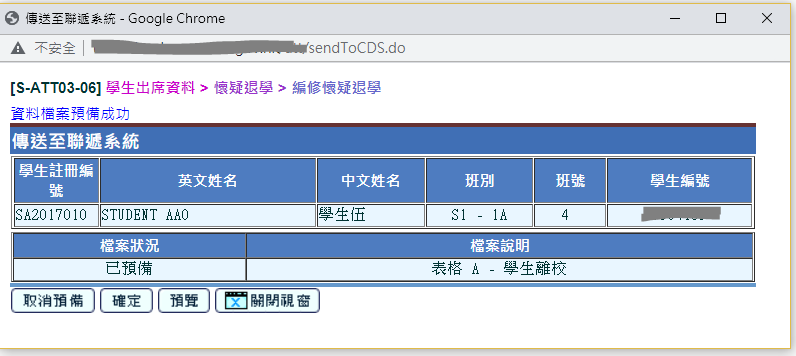 傳送至聯遞系統 - Google Chrome
不安全 | /sendToCDS.do
[S-ATT03-06] 學生出席資料 > 懷疑退學 > 編修懷疑退學
資料檔案預備成功
傳送至聯遞系統
學生註冊編號 英文姓名 中文姓名 班別 班號 學生編號
SA2017010 STUDENT AAO 學生伍 S1 - 1A 4
檔案狀況 檔案說明
已預備 表格 A - 學生離校
取消預備 確定 預覽 關閉視窗